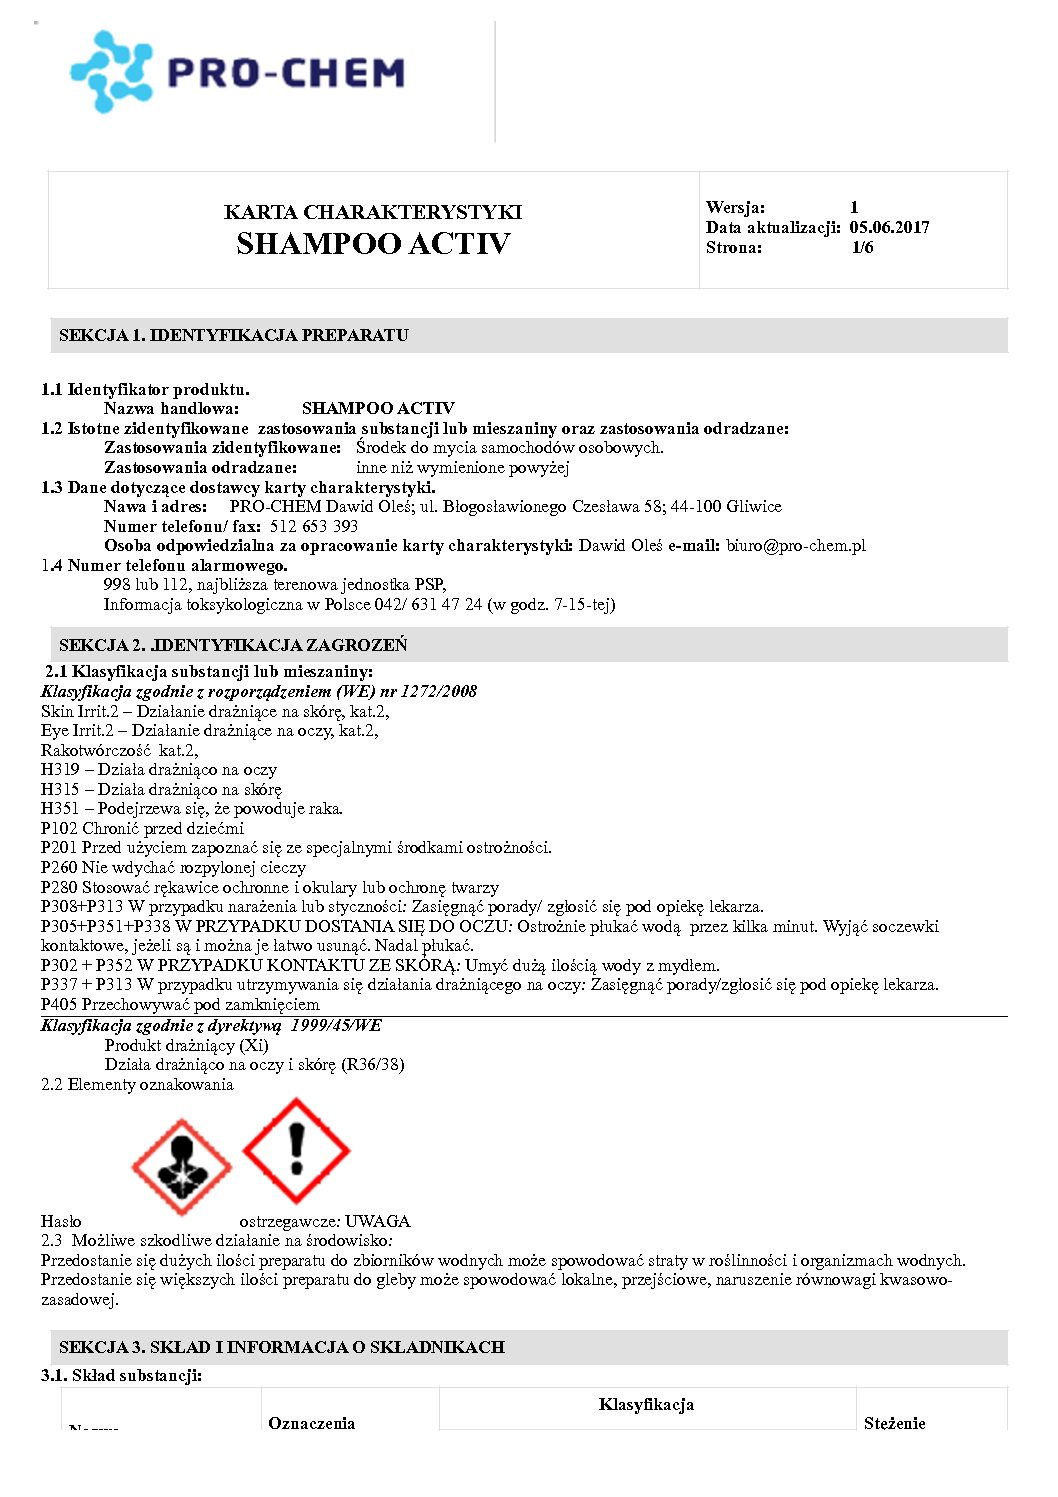 PRO-CHEM
KARTA CHARAKTERYSTYKI
SHAMPOO ACTIV
Wersja: 1
Data aktualizacji: 05.06.2017
Strona: 1/6
SEKCJA 1. IDENTYFIKACJA PREPARATU
1.1 Identyfikator produktu.
Nazwa handlowa: SHAMPOO ACTIV
1.2 Istotne zidentyfikowane zastosowania substancji lub mieszaniny oraz zastosowania odradzane:
Zastosowania zidentyfikowane: Środek do mycia samochodów osobowych.
Zastosowania odradzane: inne niż wymienione powyżej
1.3 Dane dotyczące dostawcy karty charakterystyki.
Nawa i adres: PRO-CHEM Dawid Oleś; ul. Błogosławionego Czesława 58; 44-100 Gliwice
Numer telefonu/ fax: 512 653 393
Osoba odpowiedzialna za opracowanie karty charakterystyki: Dawid Oleś e-mail: biuro@pro-chem.pl
1.4 Numer telefonu alarmowego.
998 lub 112, najbliższa terenowa jednostka PSP,
Informacja toksykologiczna w Polsce 042/ 631 47 24 (w godz. 7-15-tej)
SEKCJA 2. .IDENTYFIKACJA ZAGROZEŃ
2.1 Klasyfikacja substancji lub mieszaniny:
Klasyfikacja zgodnie z rozporządzeniem (WE) nr 1272/2008
Skin Irrit.2 – Działanie drażniące na skórę, kat.2,
Eye Irrit.2 – Działanie drażniące na oczy, kat.2,
Rakotwórczość kat.2,
H319 – Działa drażniąco na oczy
H315 – Działa drażniąco na skórę
H351 – Podejrzewa się, że powoduje raka.
P102 Chronić przed dziećmi
P201 Przed użyciem zapoznać się ze specjalnymi środkami ostrożności.
P260 Nie wdychać rozpylonej cieczy
P280 Stosować rękawice ochronne i okulary lub ochronę twarzy
P308+P313 W przypadku narażenia lub styczności: Zasięgnąć porady/ zgłosić się pod opiekę lekarza.
P305+P351+P338 W PRZYPADKU DOSTANIA SIĘ DO OCZU: Ostrożnie płukać wodą przez kilka minut. Wyjąć soczewki
kontaktowe, jeżeli są i można je łatwo usunąć. Nadal płukać.
P302 + P352 W PRZYPADKU KONTAKTU ZE SKÓRĄ: Umyć dużą ilością wody z mydłem.
P337 + P313 W przypadku utrzymywania się działania drażniącego na oczy: Zasięgnąć porady/zgłosić się pod opiekę lekarza.
P405 Przechowywać pod zamknięciem
Klasyfikacja zgodnie z dyrektywą 1999/45/WE
Produkt drażniący (Xi)
Działa drażniąco na oczy i skórę (R36/38)
2.2 Elementy oznakowania
Hasło ostrzegawcze: UWAGA
2.3 Możliwe szkodliwe działanie na środowisko:
Przedostanie się dużych ilości preparatu do zbiorników wodnych może spowodować straty w roślinności i organizmach wodnych.
Przedostanie się większych ilości preparatu do gleby może spowodować lokalne, przejściowe, naruszenie równowagi kwasowo-
zasadowej.
SEKCJA 3. SKŁAD I INFORMACJA O SKŁADNIKACH
3.1. Skład substancji:
Klasyfikacja
Oznaczenia
Stężenie